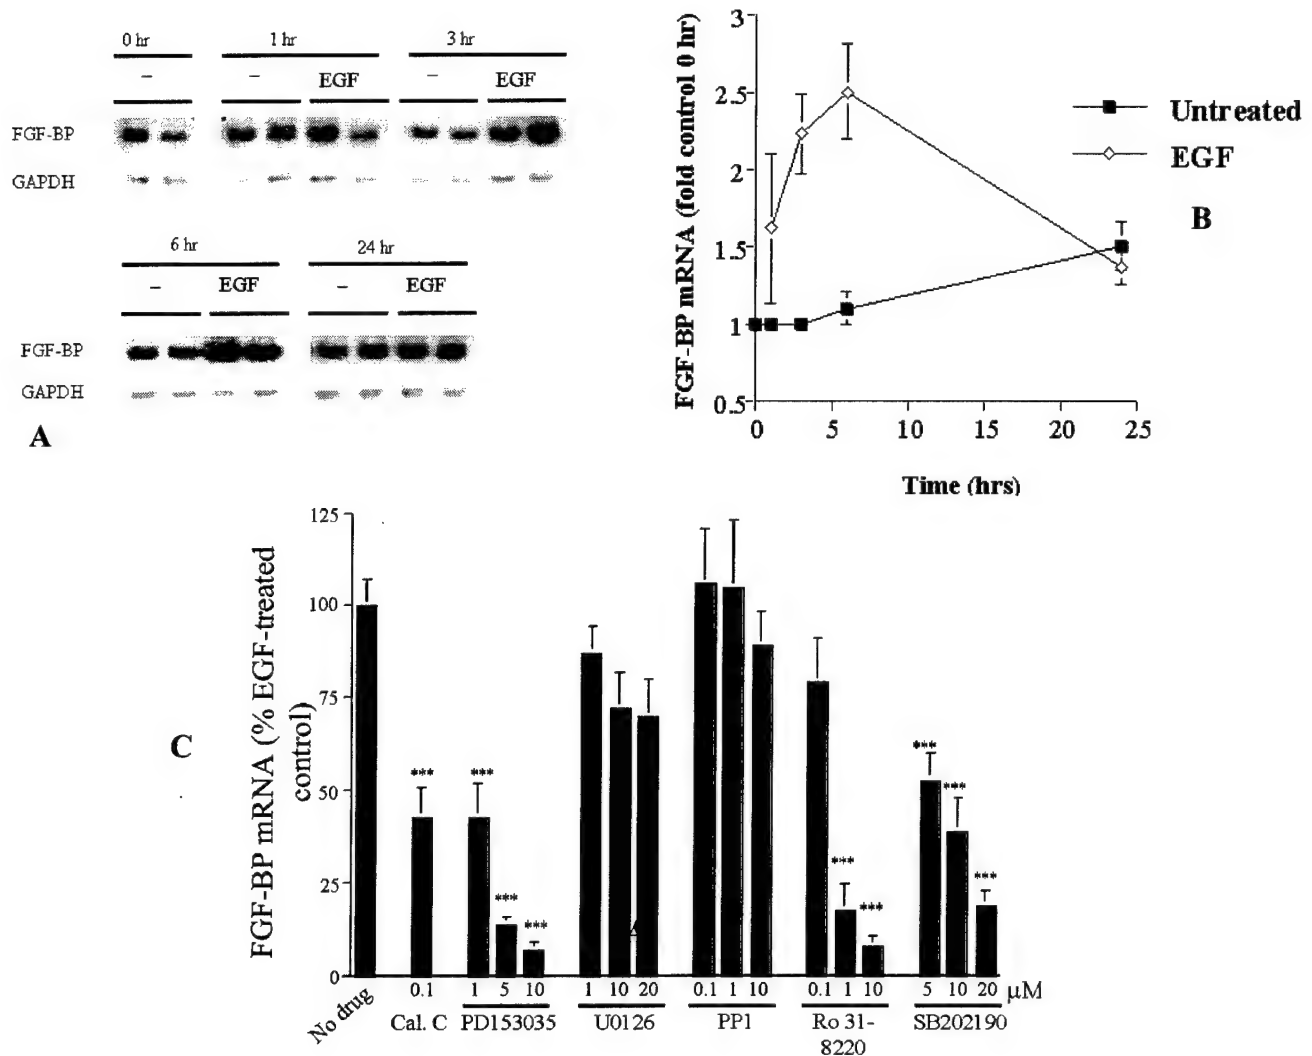 0 hr 1 hr 3 hr
– – EGF – EGF
FGF-BP
GAPDH
6 hr 24 hr
– EGF – EGF
FGF-BP
GAPDH
A
FGF-BP mRNA (fold control 0 hr)
3
2.5
2
1.5
1
0.5
0 5 10 15 20 25
Time (hrs)
Untreated
EGF
B
C
FGF-BP mRNA (% EGF-treated
control)
125
100
75
50
25
0
*** *** *** *** *** *** *** *** ***
No drug
0.1 1 5 10 1 10 20 0.1 1 10 0.1 1 10 5 10 20 μM
Cal. C PD153035 U0126 PP1 Ro 31- SB202190
8220